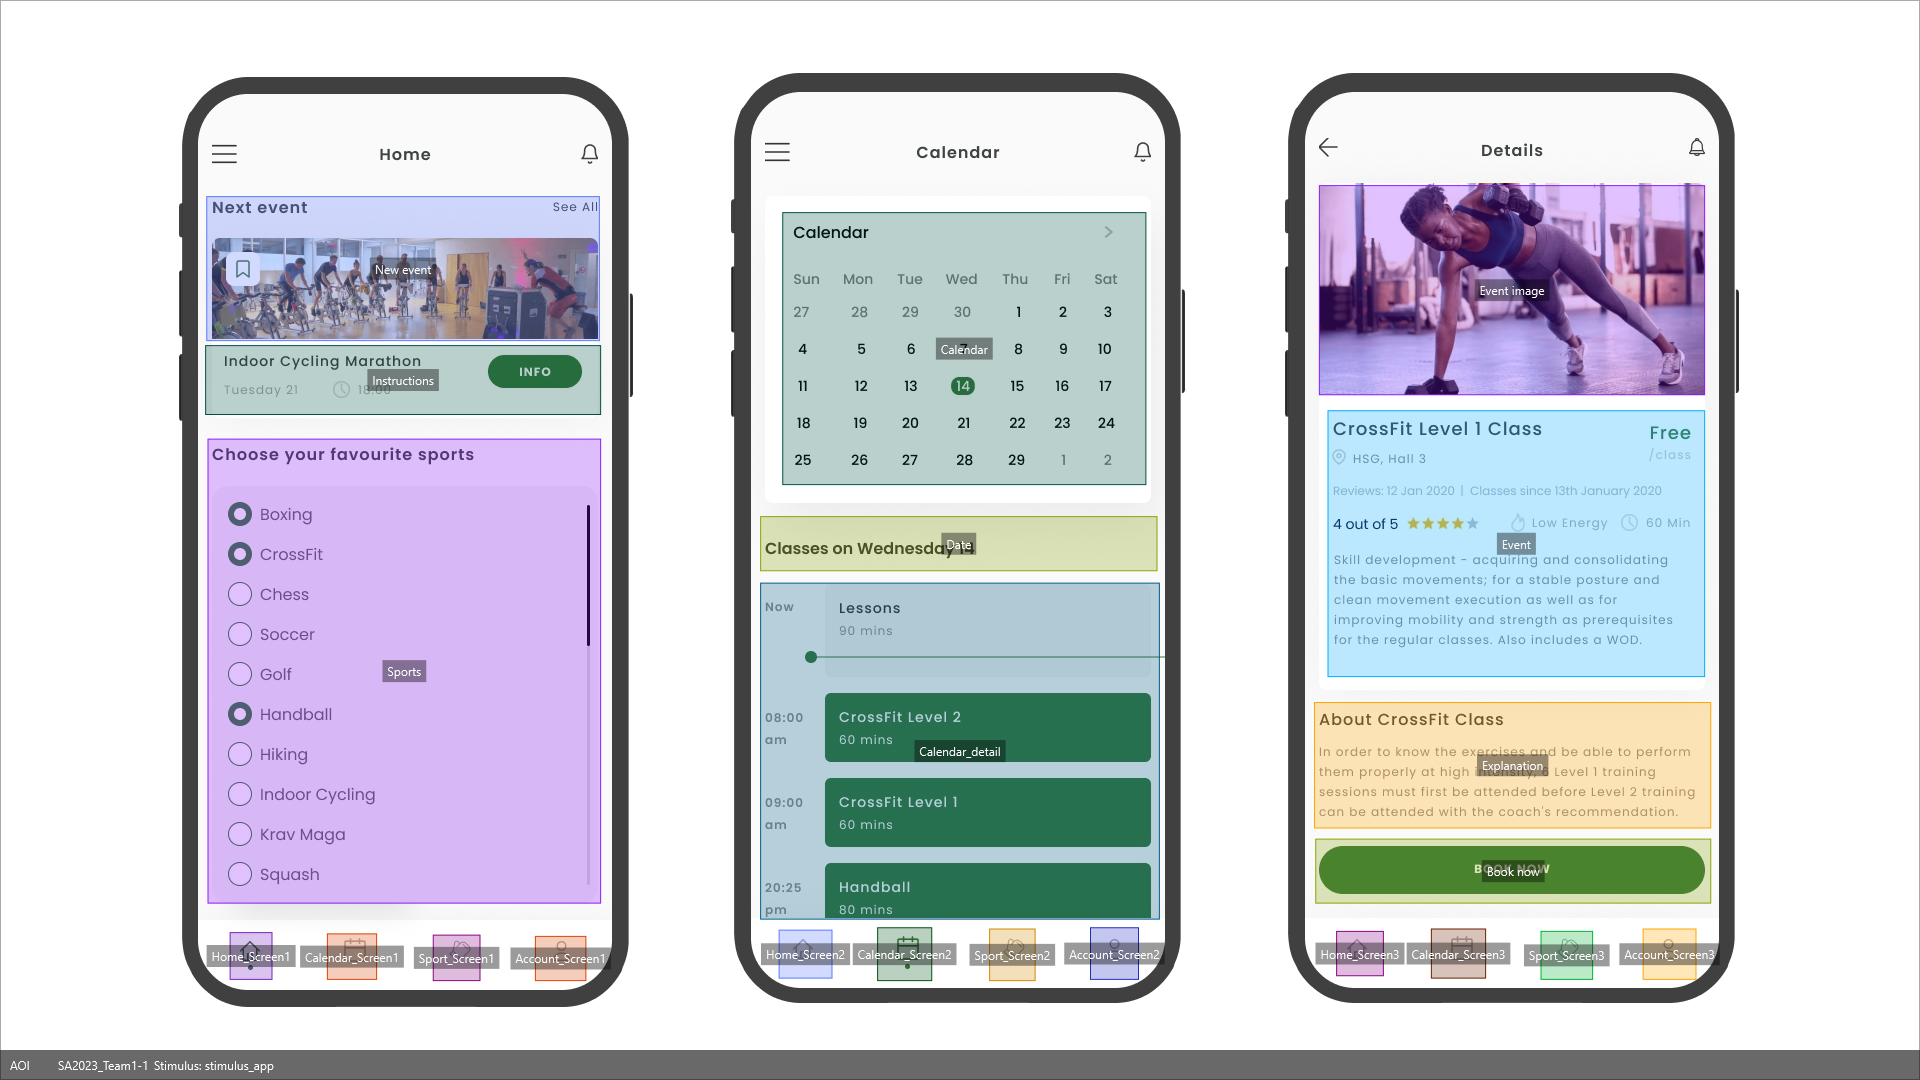 Home
Next event
See All
New event
Indoor Cycling Marathon
INFO
Instructions
Tuesday 21
18:00
Choose your favourite sports
Boxing
CrossFit
Chess
Soccer
Golf
Sports
Handball
Hiking
Indoor Cycling
Krav Maga
Squash
Home_Screen1
Calendar_Screen1
Sport_Screen1
Account_Screen1
Calendar
Calendar
Sun Mon Tue Wed Thu Fri Sat
27 28 29 30 1 2 3
4 5 6 7 8 9 10
Calendar
11 12 13 14 15 16 17
18 19 20 21 22 23 24
25 26 27 28 29 1 2
Classes on Wednesday 14
Date
Now
Lessons
90 mins
08:00 am
CrossFit Level 2
60 mins
Calendar_detail
09:00 am
CrossFit Level 1
60 mins
20:25 pm
Handball
80 mins
Home_Screen2
Calendar_Screen2
Sport_Screen2
Account_Screen2
Details
Event image
CrossFit Level 1 Class
Free
/class
HSG, Hall 3
Reviews: 12 Jan 2020 | Classes since 13th January 2020
4 out of 5
Low Energy
60 Min
Event
Skill development - acquiring and consolidating
the basic movements; for a stable posture and
clean movement execution as well as for
improving mobility and strength as prerequisites
for the regular classes. Also includes a WOD.
About CrossFit Class
In order to know the exercises and be able to perform
Explanation
them properly at high intensity, 6 Level 1 training
sessions must first be attended before Level 2 training
can be attended with the coach's recommendation.
BOOK NOW
Book now
Home_Screen3
Calendar_Screen3
Sport_Screen3
Account_Screen3
AOI SA2023_Team1-1 Stimulus: stimulus_app